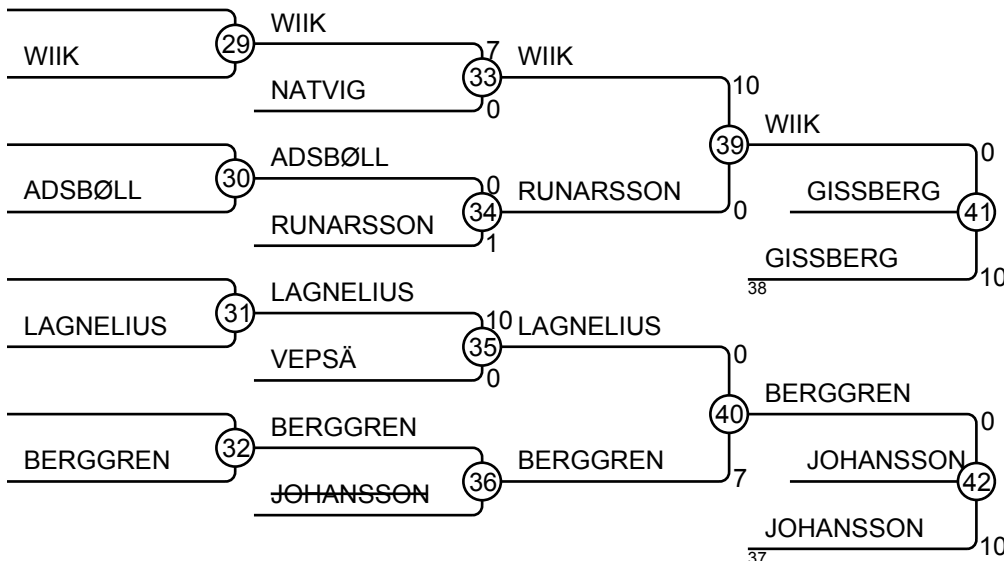 WIIK
29
WIIK
NATVIG
7
33
0
WIIK
ADSBØLL
30
ADSBØLL
RUNARSSON
0
34
1
RUNARSSON
10
39
0
WIIK
GISSBERG
GISSBERG
38
0
41
10
LAGNELIUS
31
LAGNELIUS
VEPSÄ
10
35
0
LAGNELIUS
BERGGREN
32
BERGGREN
JOHANSSON
36
BERGGREN
0
40
7
BERGGREN
JOHANSSON
JOHANSSON
37
0
42
10